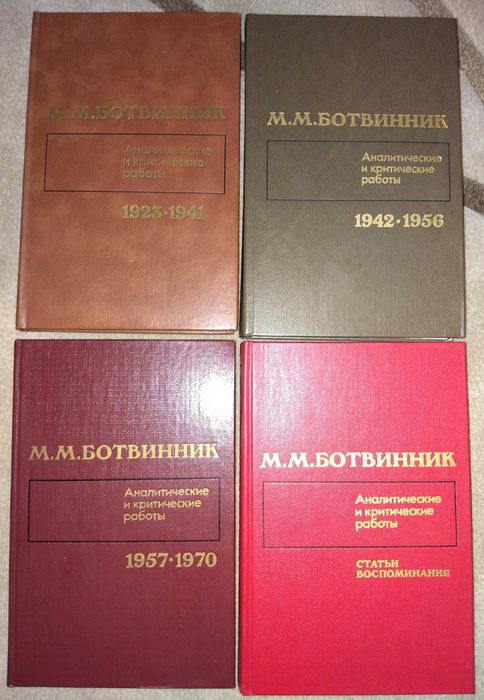 М.М.БОТВИННИК
Аналитические
и критические
работы
1923·1941
М.М.БОТВИННИК
Аналитические
и критические
работы
1942·1956
М.М.БОТВИННИК
Аналитические
и критические
работы
1957·1970
М.М.БОТВИННИК
Аналитические
и критические
работы
СТАТЬИ
ВОСПОМИНАНИЯ